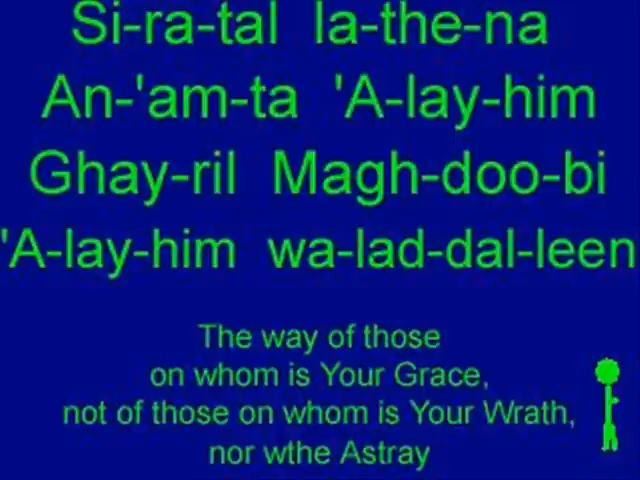 Si-ra-tal la-the-na
An-'am-ta 'A-lay-him
Ghay-ril Magh-doo-bi
'A-lay-him wa-lad-dal-leen
The way of those
on whom is Your Grace,
not of those on whom is Your Wrath,
nor wthe Astray